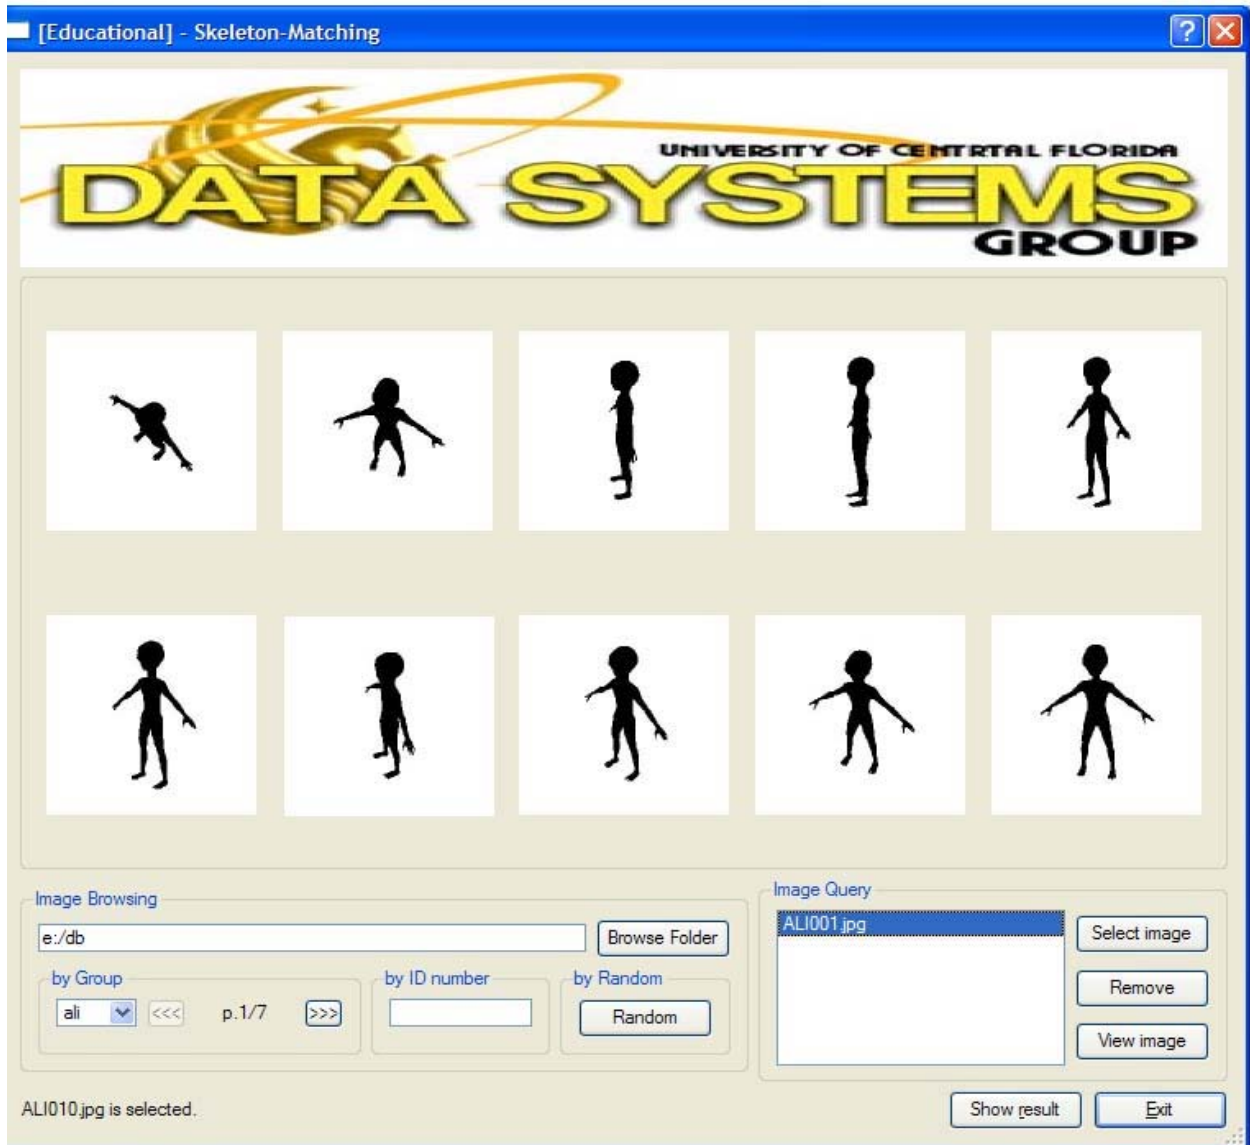 [Educational] - Skeleton-Matching
UNIVERSITY OF CENTRTAL FLORIDA
DATA SYSTEMS
GROUP
Image Browsing
e:/db
Browse Folder
by Group
ali
<<<
p.1/7
>>>
by ID number
by Random
Random
Image Query
ALI001.jpg
Select image
Remove
View image
ALI010.jpg is selected.
Show result
Exit